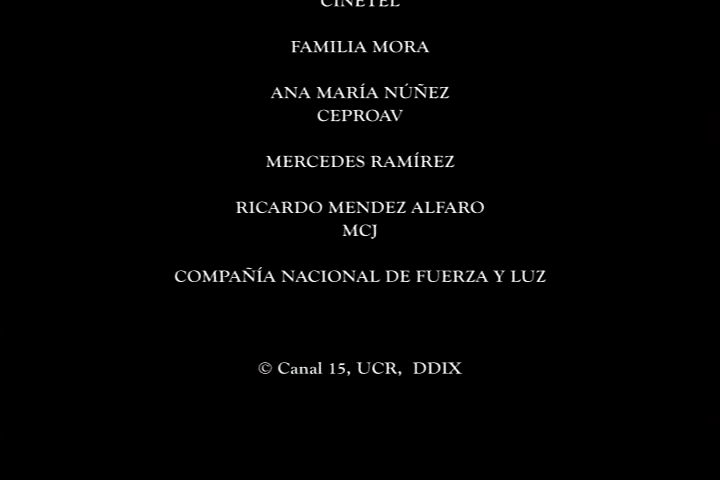 CINETEL
FAMILIA MORA
ANA MARÍA NÚÑEZ
CEPROAV
MERCEDES RAMÍREZ
RICARDO MENDEZ ALFARO
MCJ
COMPAÑÍA NACIONAL DE FUERZA Y LUZ
© Canal 15, UCR, DDIX